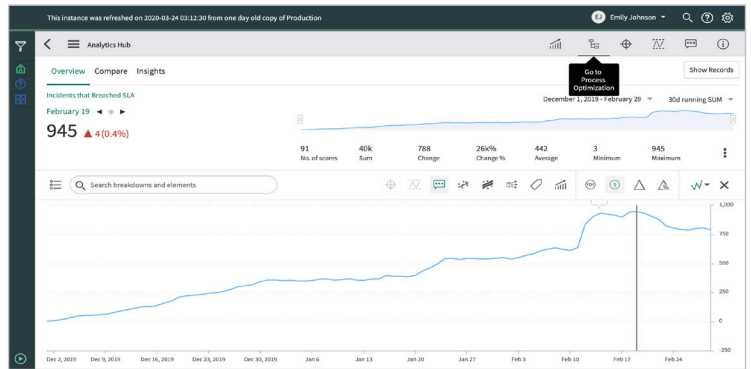 This instance was refreshed on 2020-03-24 03:12:30 from one day old copy of Production
EJ Emily Johnson
Analytics Hub
Go to
Process
Optimization
Overview Compare Insights
Show Records
Incidents that Breached SLA
December 1, 2019 - February 29
30d running SUM
February 19
945 4 (0.4%)
91 40k 788 26k% 442 3 945
No. of scores Sum Change Change % Average Minimum Maximum
Search breakdowns and elements
1,000
750
500
250
0
-250
Dec 2, 2019 Dec 9, 2019 Dec 16, 2019 Dec 23, 2019 Dec 30, 2019 Jan 6 Jan 13 Jan 20 Jan 27 Feb 3 Feb 10 Feb 17 Feb 24